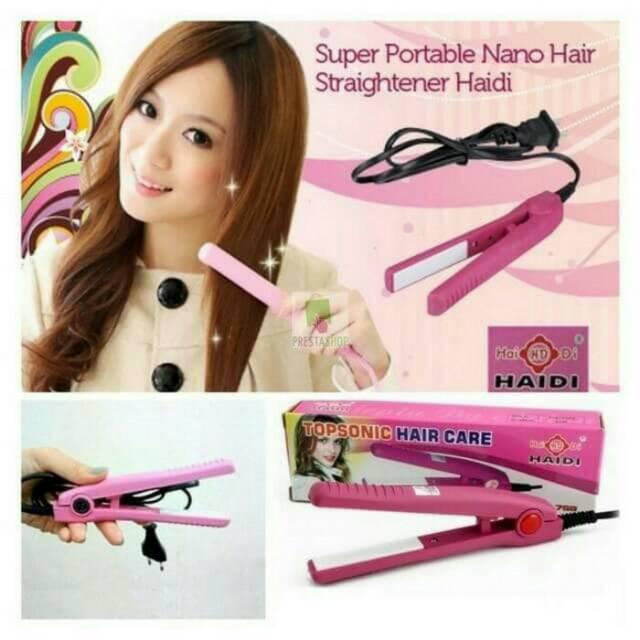 Super Portable Nano Hair
Straightener Haidi
PRESTASHOP
Hai HD Di
®
HAIDI
TOPSONIC HAIR CARE
Hai HD Di
HAIDI